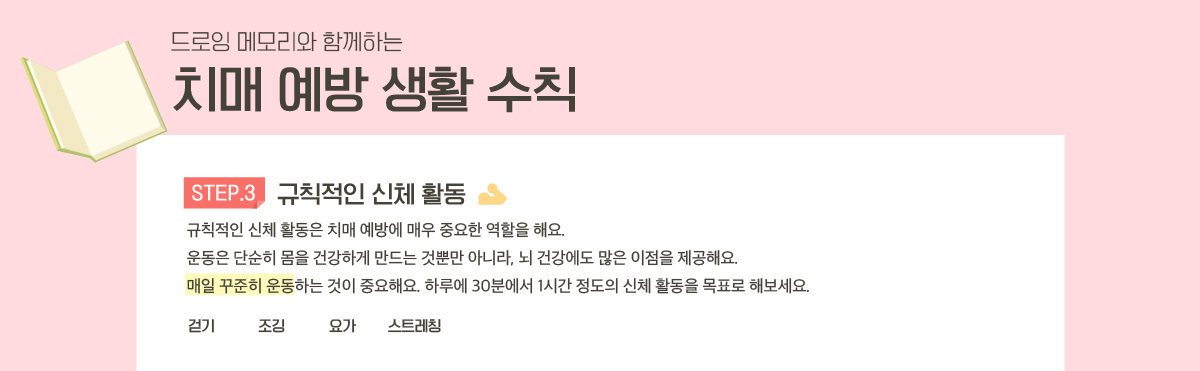 드로잉 메모리와 함께하는
치매 예방 생활 수칙
STEP.3 규칙적인 신체 활동
규칙적인 신체 활동은 치매 예방에 매우 중요한 역할을 해요.
운동은 단순히 몸을 건강하게 만드는 것뿐만 아니라, 뇌 건강에도 많은 이점을 제공해요.
매일 꾸준히 운동하는 것이 중요해요. 하루에 30분에서 1시간 정도의 신체 활동을 목표로 해보세요.
걷기 조깅 요가 스트레칭